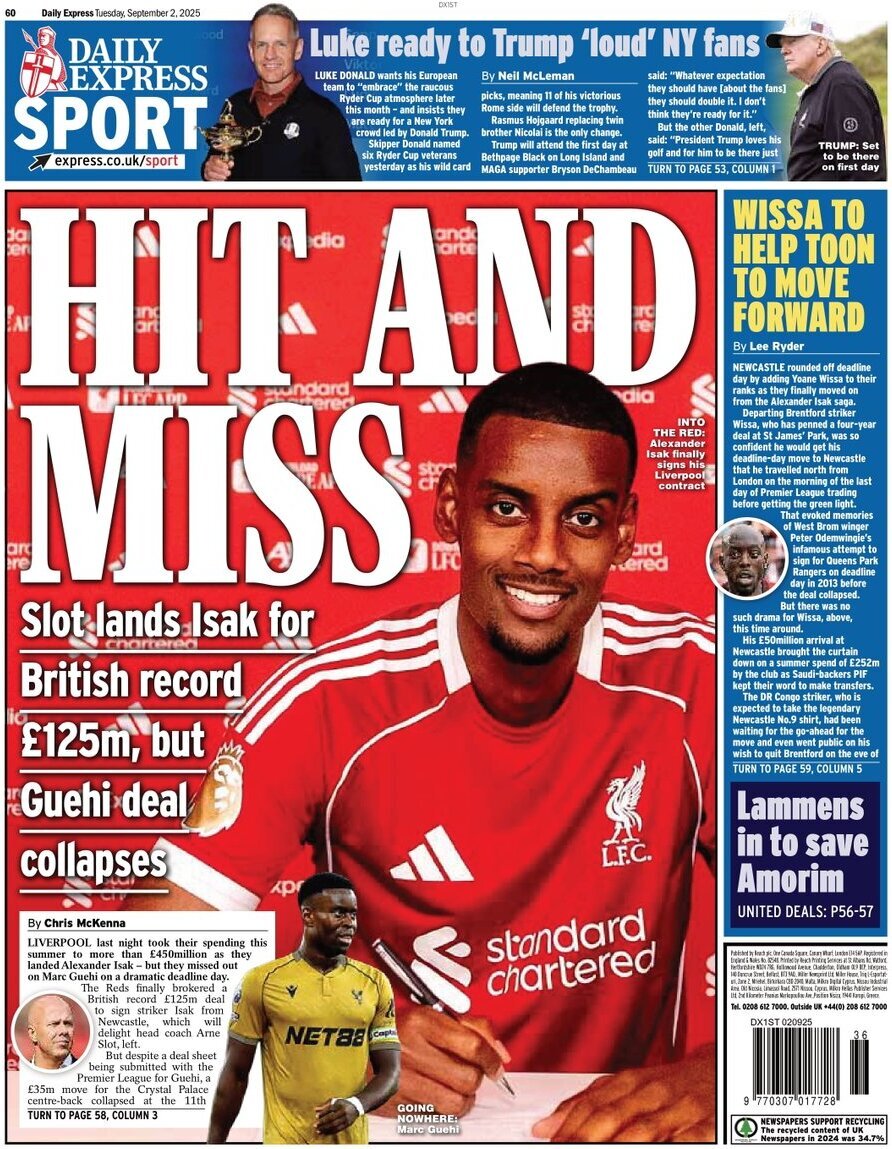 60 Daily Express Tuesday, September 2, 2025
DX1ST
DAILY
EXPRESS
SPORT
express.co.uk/sport
Luke ready to Trump ‘loud’ NY fans
LUKE DONALD wants his European
team to “embrace” the raucous
Ryder Cup atmosphere later
this month – and insists they
are ready for a New York
crowd led by Donald Trump.
Skipper Donald named
six Ryder Cup veterans
yesterday as his wild card
By Neil McLeman
picks, meaning 11 of his victorious
Rome side will defend the trophy.
Rasmus Hojgaard replacing twin
brother Nicolai is the only change.
Trump will attend the first day at
Bethpage Black on Long Island and
MAGA supporter Bryson DeChambeau
said: “Whatever expectation
they should have [about the fans]
they should double it. I don’t
think they’re ready for it.”
But the other Donald, left,
said: “President Trump loves his
golf and for him to be there just
TURN TO PAGE 53, COLUMN 1
TRUMP: Set
to be there
on first day
HIT AND
MISS
INTO
THE RED:
Alexander
Isak finally
signs his
Liverpool
contract
Slot lands Isak for
British record
£125m, but
Guehi deal
collapses
L.F.C.
standard
chartered
By Chris McKenna
LIVERPOOL last night took their spending this
summer to more than £450million as they
landed Alexander Isak – but they missed out
on Marc Guehi on a dramatic deadline day.
The Reds finally brokered a
British record £125m deal
to sign striker Isak from
Newcastle, which will
delight head coach Arne
Slot, left.
But despite a deal sheet
being submitted with the
Premier League for Guehi, a
£35m move for the Crystal Palace
centre-back collapsed at the 11th
TURN TO PAGE 58, COLUMN 3
NET88
GOING
NOWHERE:
Marc Guehi
WISSA TO
HELP TOON
TO MOVE
FORWARD
By Lee Ryder
NEWCASTLE rounded off deadline
day by adding Yoane Wissa to their
ranks as they finally moved on
from the Alexander Isak saga.
Departing Brentford striker
Wissa, who has penned a four-year
deal at St James’ Park, was so
confident he would get his
deadline-day move to Newcastle
that he travelled north from
London on the morning of the last
day of Premier League trading
before getting the green light.
That evoked memories
of West Brom winger
Peter Odemwingie’s
infamous attempt to
sign for Queens Park
Rangers on deadline
day in 2013 before
the deal collapsed.
But there was no
such drama for Wissa, above,
this time around.
His £50million arrival at
Newcastle brought the curtain
down on a summer spend of £252m
by the club as Saudi-backers PIF
kept their word to make transfers.
The DR Congo striker, who is
expected to take the legendary
Newcastle No.9 shirt, had been
waiting for the go-ahead for the
move and even went public on his
wish to quit Brentford on the eve of
TURN TO PAGE 59, COLUMN 5
Lammens
in to save
Amorim
UNITED DEALS: P56-57
Tel. 0208 612 7000. Outside UK +44(0) 208 612 7000
DX1ST 020925
36
9 770307 017728
NEWSPAPERS SUPPORT RECYCLING
The recycled content of UK
Newspapers in 2024 was 34.7%